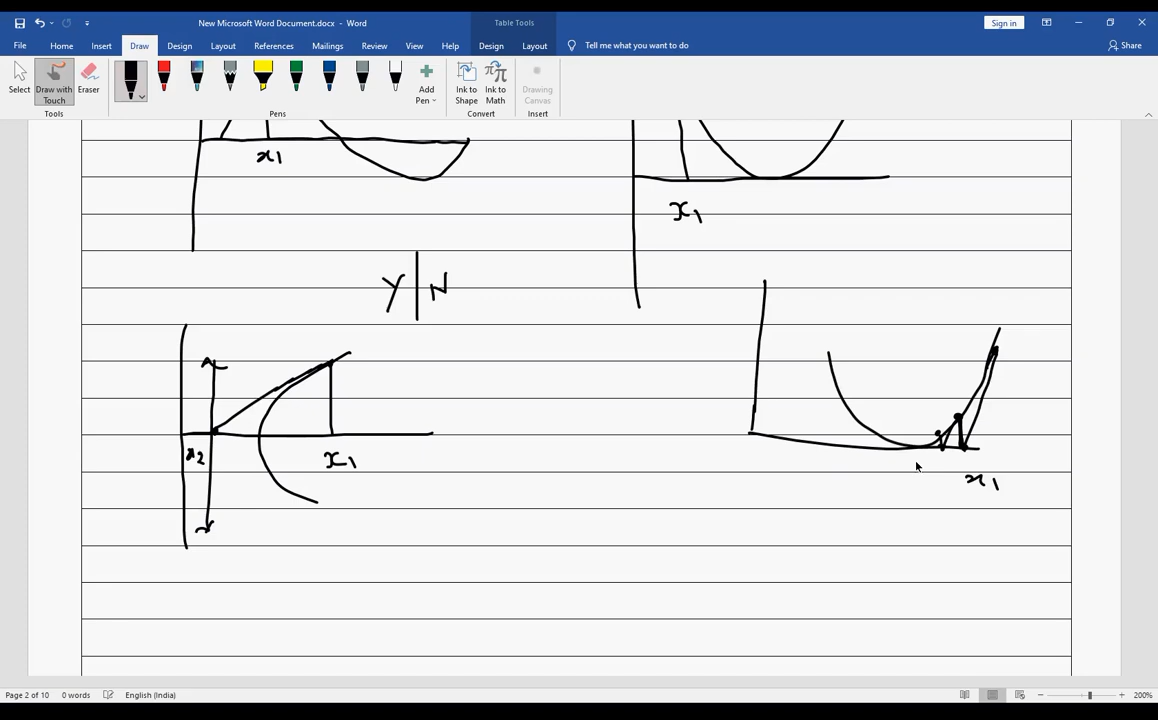 New Microsoft Word Document.docx - Word
Table Tools
Sign in
File Home Insert Draw Design Layout References Mailings Review View Help Design Layout Tell me what you want to do Share
Select Draw with Touch Eraser Add Pen Ink to Shape Ink to Math Drawing Canvas
Tools Pens Convert Insert
x1
x1
Y|N
x2 x1
x1
Page 2 of 10 0 words English (India) 200%